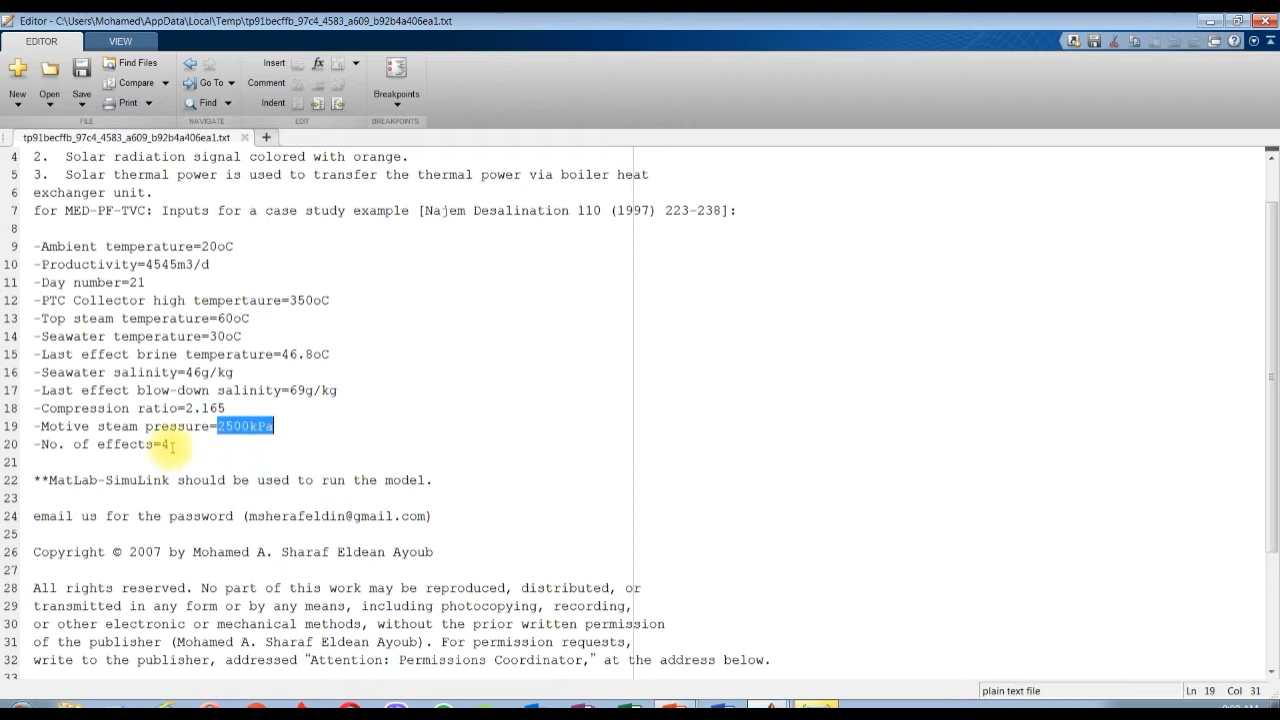 Editor - C:\Users\Mohamed\AppData\Local\Temp\tp91becffb_97c4_4583_a609_b92b4a406ea1.txt
EDITOR
VIEW
New
Open
Save
Find Files
Compare
Print
Go To
Find
Insert
fx
Comment
Indent
Breakpoints
FILE
NAVIGATE
EDIT
BREAKPOINTS
tp91becffb_97c4_4583_a609_b92b4a406ea1.txt
4 2. Solar radiation signal colored with orange.
5 3. Solar thermal power is used to transfer the thermal power via boiler heat
6 exchanger unit.
7 for MED-PF-TVC: Inputs for a case study example [Najem Desalination 110 (1997) 223-238]:
8
9 -Ambient temperature=20oC
10 -Productivity=4545m3/d
11 -Day number=21
12 -PTC Collector high tempertaure=350oC
13 -Top steam temperature=60oC
14 -Seawater temperature=30oC
15 -Last effect brine temperature=46.8oC
16 -Seawater salinity=46g/kg
17 -Last effect blow-down salinity=69g/kg
18 -Compression ratio=2.165
19 -Motive steam pressure=2500kPa
20 -No. of effects=4
21
22 **MatLab-SimuLink should be used to run the model.
23
24 email us for the password (msherafeldin@gmail.com)
25
26 Copyright © 2007 by Mohamed A. Sharaf Eldean Ayoub
27
28 All rights reserved. No part of this work may be reproduced, distributed, or
29 transmitted in any form or by any means, including photocopying, recording,
30 or other electronic or mechanical methods, without the prior written permission
31 of the publisher (Mohamed A. Sharaf Eldean Ayoub). For permission requests,
32 write to the publisher, addressed “Attention: Permissions Coordinator,” at the address below.
33
plain text file
Ln 19 Col 31